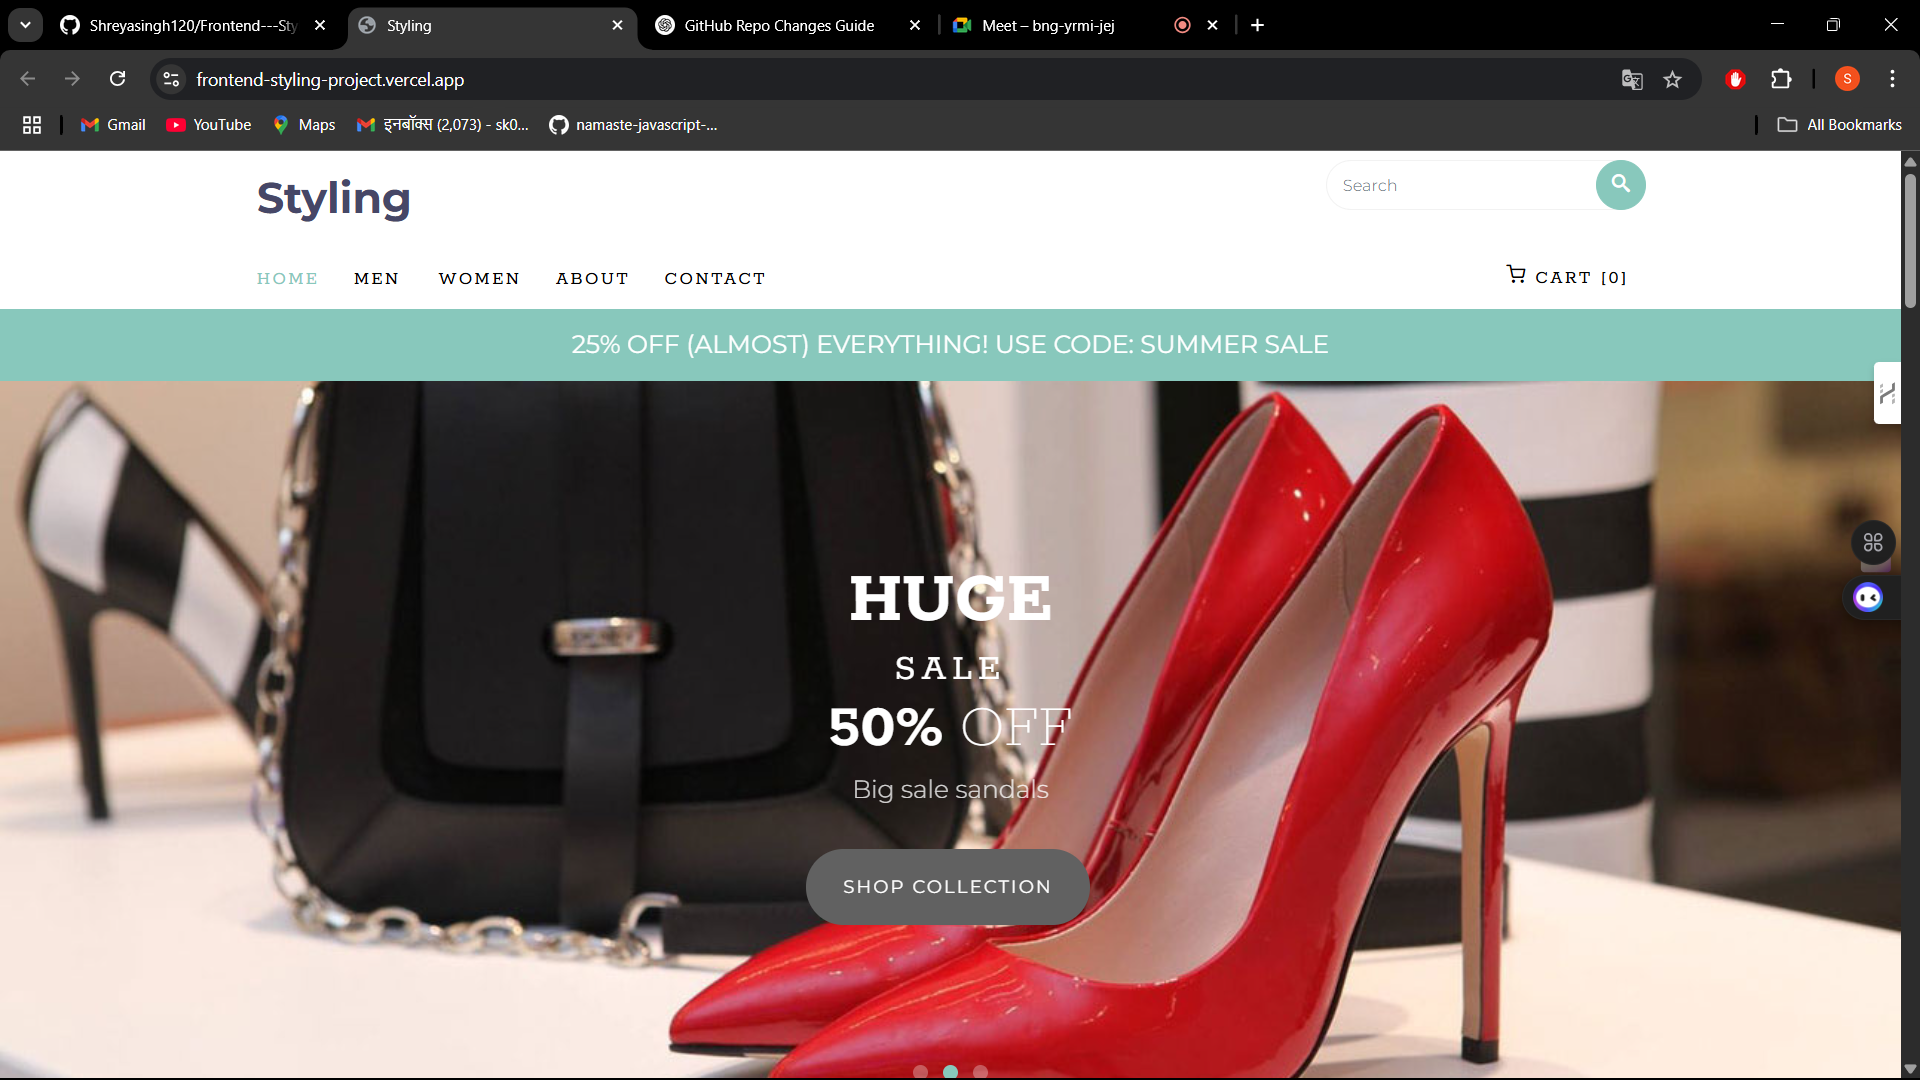 Shreyasingh120/Frontend---Sty
Styling
GitHub Repo Changes Guide
Meet – bng-yrmi-jej
frontend-styling-project.vercel.app
S
Gmail
YouTube
Maps
इनबॉक्स (2,073) - sk0...
namaste-javascript-...
All Bookmarks
Styling
Search
HOME MEN WOMEN ABOUT CONTACT
CART [0]
25% OFF (ALMOST) EVERYTHING! USE CODE: SUMMER SALE
HUGE
SALE
50% OFF
Big sale sandals
SHOP COLLECTION